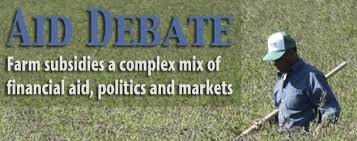 AID DEBATE
Farm subsidies a complex mix of
financial aid, politics and markets